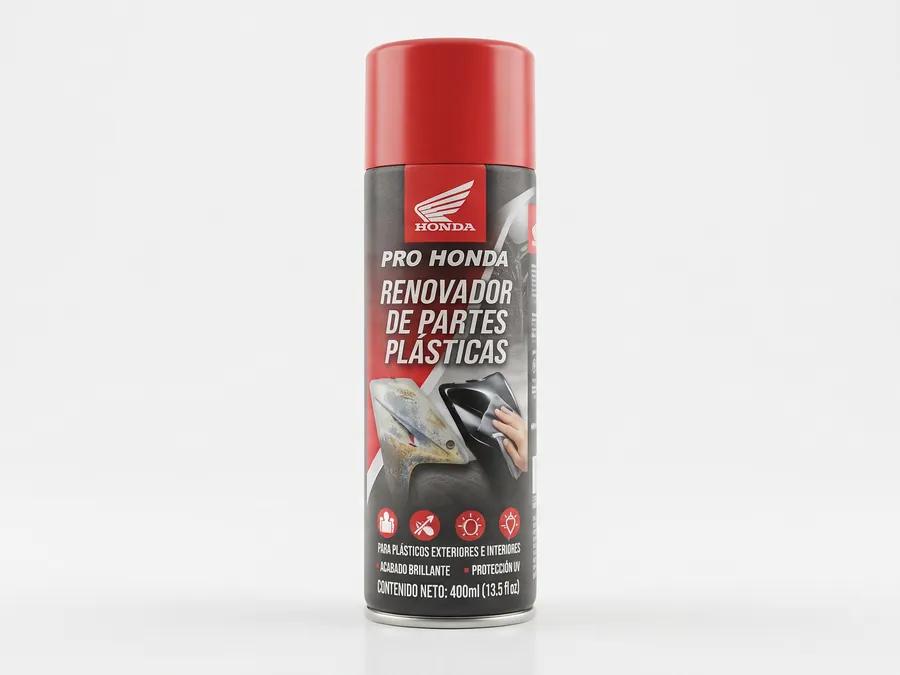 HONDA
PRO HONDA
RENOVADOR
DE PARTES
PLÁSTICAS
PARA PLÁSTICOS EXTERIORES E INTERIORES
▪ ACABADO BRILLANTE ▪ PROTECCIÓN UV
CONTENIDO NETO: 400ml (13.5 fl oz)